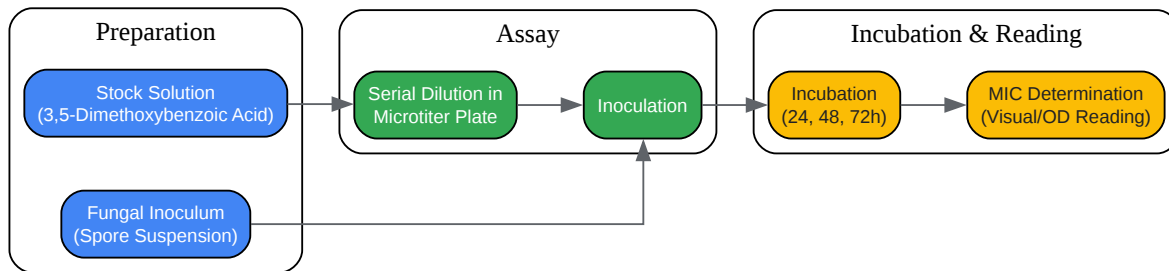 Preparation
Stock Solution
(3,5-Dimethoxybenzoic Acid)
Fungal Inoculum
(Spore Suspension)
Assay
Serial Dilution in
Microtiter Plate
Inoculation
Incubation & Reading
Incubation
(24, 48, 72h)
MIC Determination
(Visual/OD Reading)